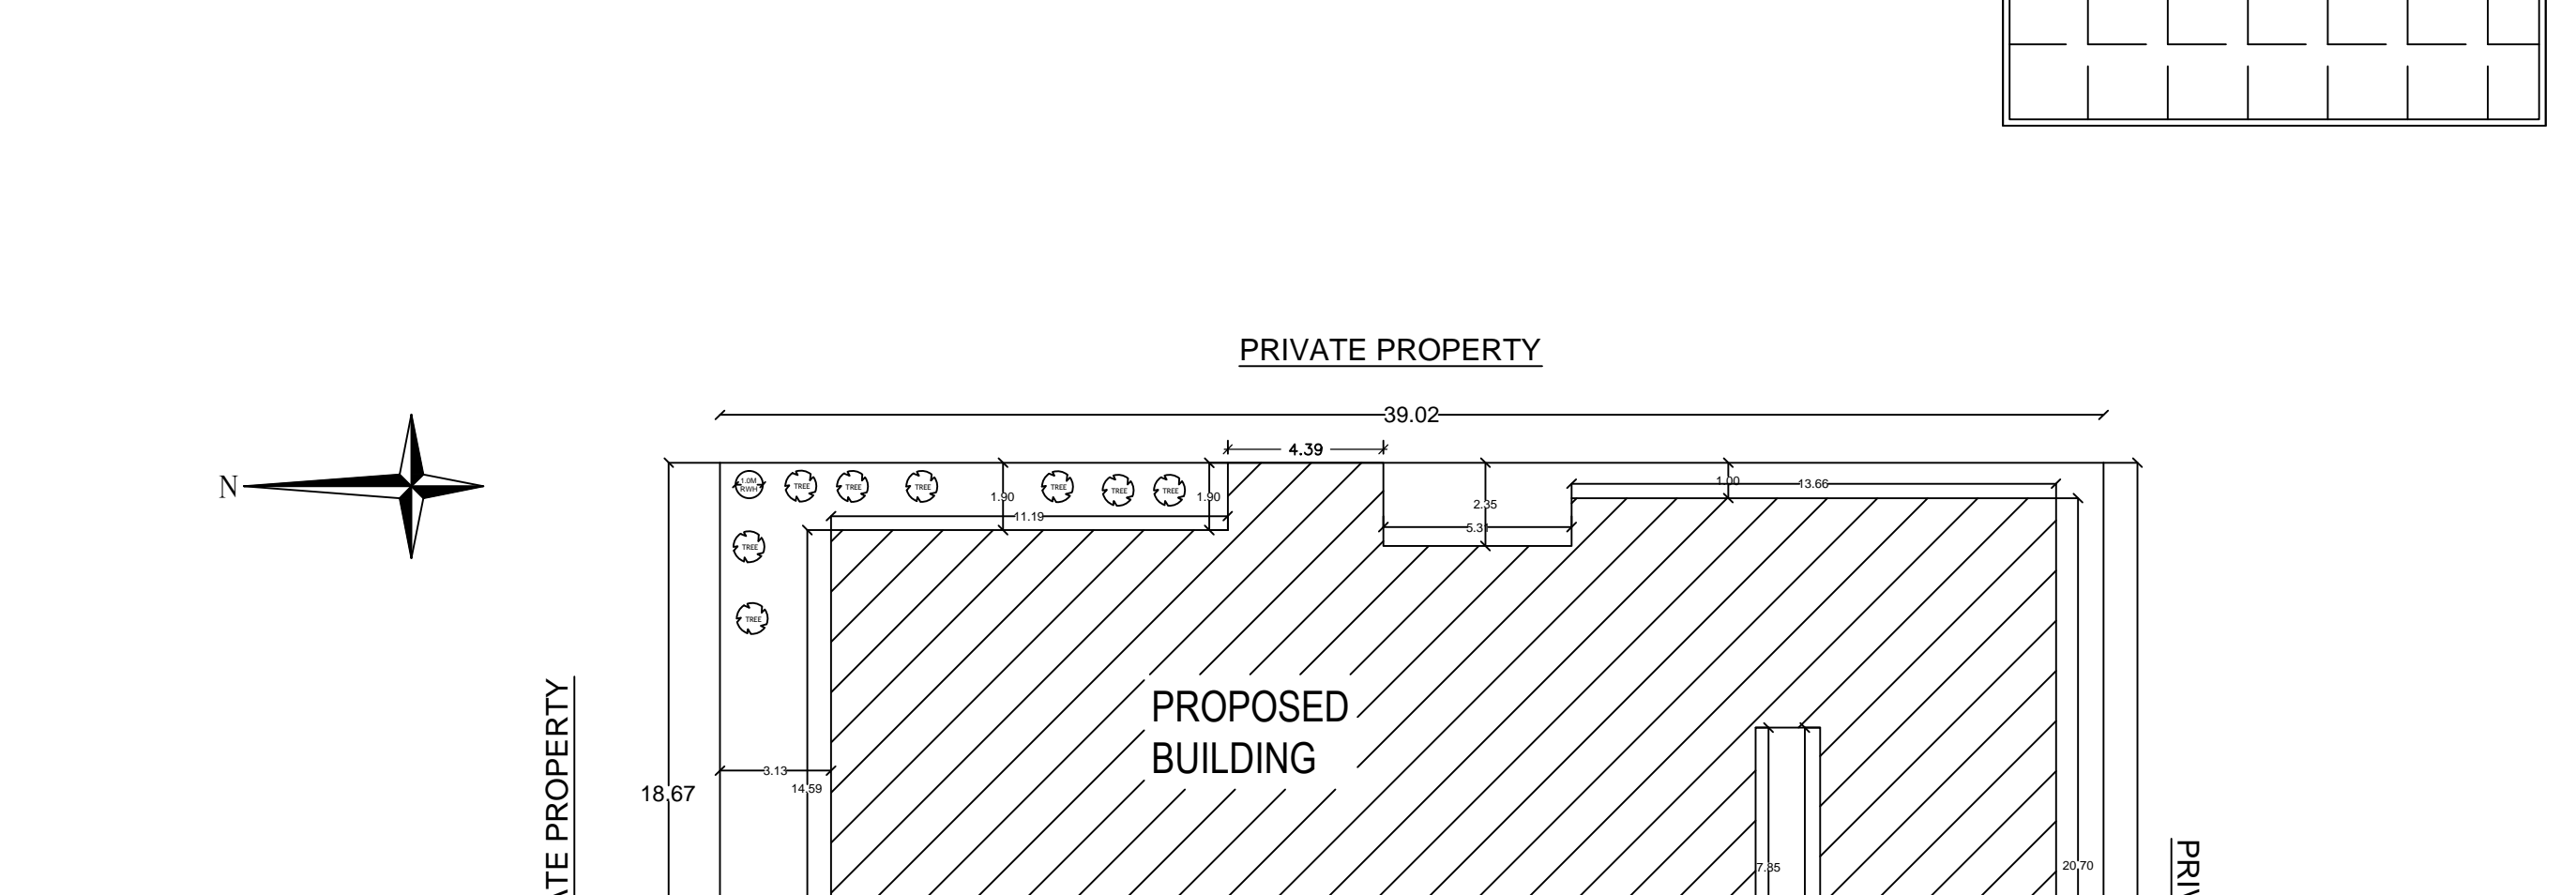 PRIVATE PROPERTY
39.02
4.39
N
1.0M
RWH
TREE
TREE
TREE
TREE
TREE
TREE
1.90
1.90
11.19
2.35
5.31
1.00
13.66
TREE
TREE
PROPOSED
BUILDING
3.13
14.59
18.67
ATE PROPERTY
7.35
20.70
PRIV